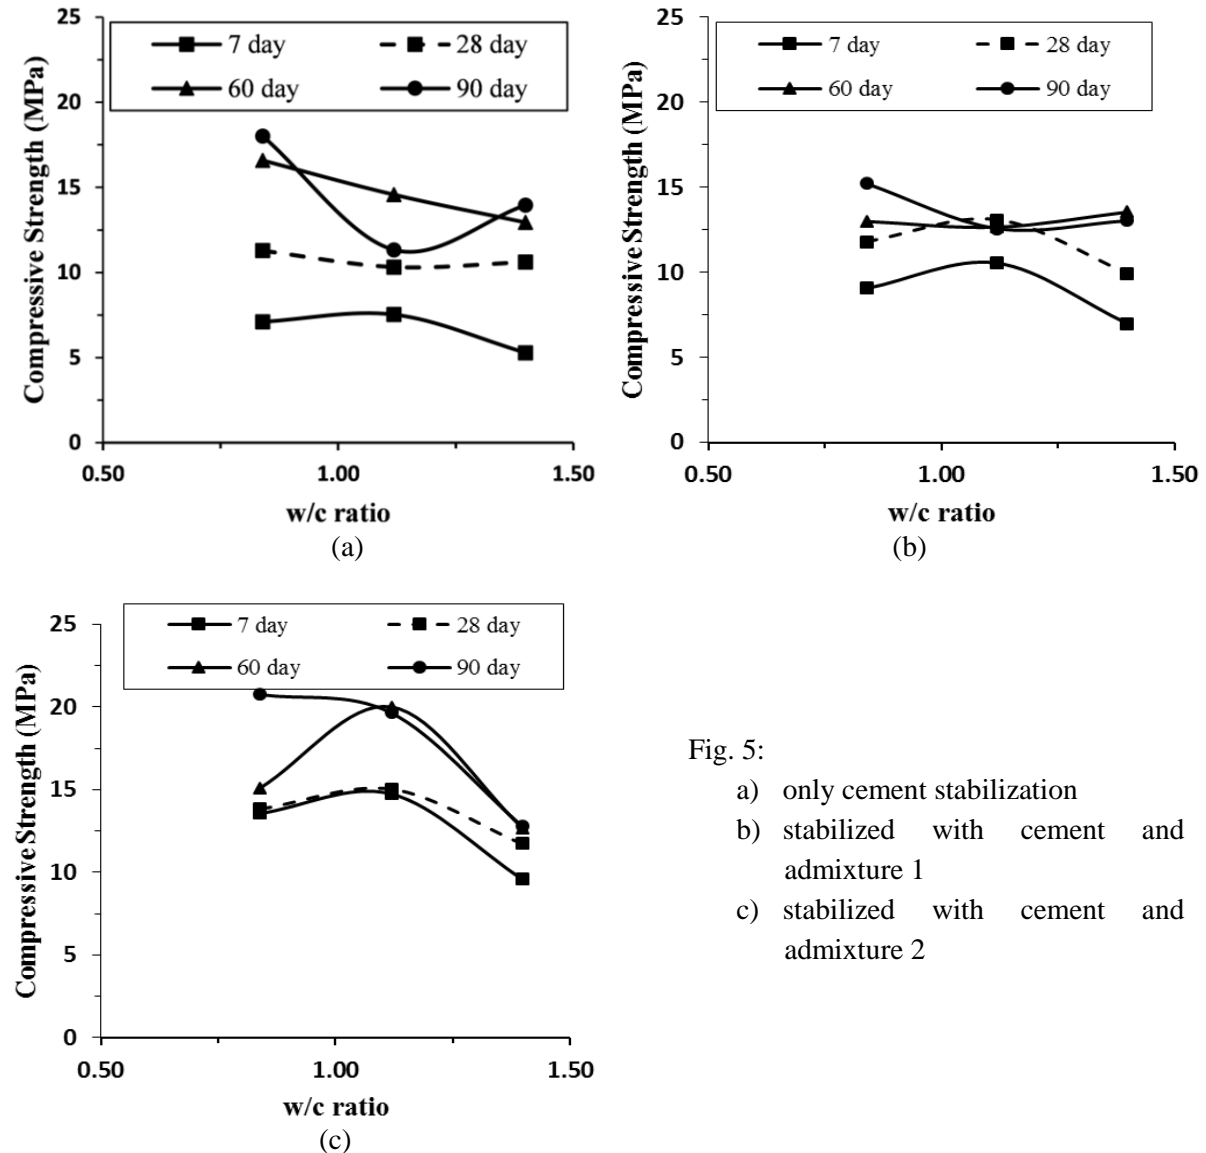 25
20
15
10
5
0
Compressive Strength (MPa)
7 day 28 day
60 day 90 day
0.50 1.00 1.50
w/c ratio
(a)
25
20
15
10
5
0
Compressive Strength (MPa)
7 day 28 day
60 day 90 day
0.50 1.00 1.50
w/c ratio
(b)
25
20
15
10
5
0
Compressive Strength (MPa)
7 day 28 day
60 day 90 day
0.50 1.00 1.50
w/c ratio
(c)
Fig. 5:
a) only cement stabilization
b) stabilized with cement and
admixture 1
c) stabilized with cement and
admixture 2